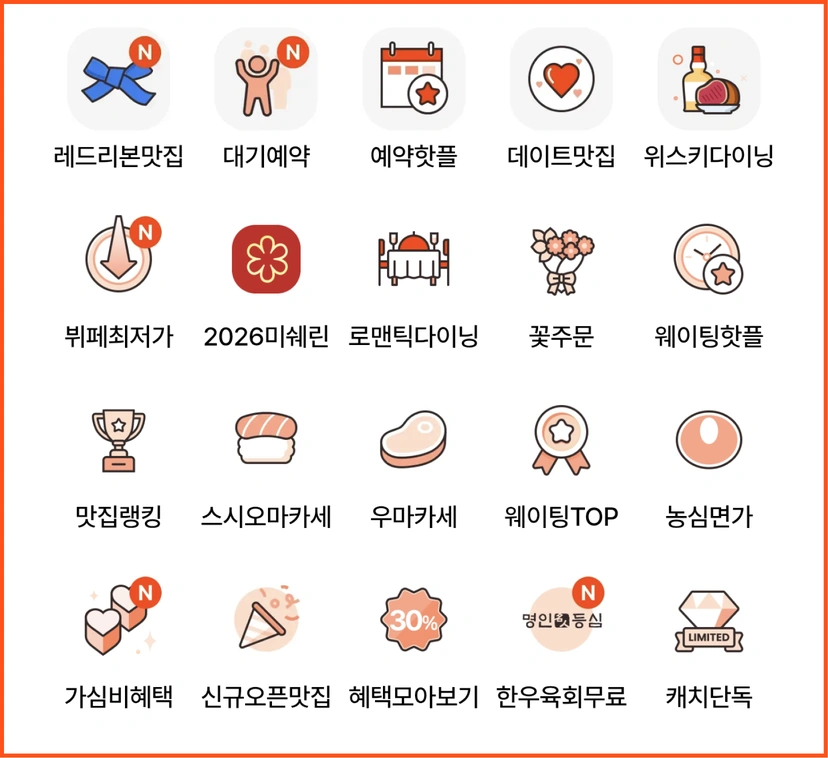 N N
레드리본맛집 대기예약 예약핫플 데이트맛집 위스키다이닝
N
뷔페최저가 2026미쉐린 로맨틱다이닝 꽃주문 웨이팅핫플
맛집랭킹 스시오마카세 우마카세 웨이팅TOP 농심면가
N 30% N
명인 등심
LIMITED
가심비혜택 신규오픈맛집 혜택모아보기 한우육회무료 캐치단독